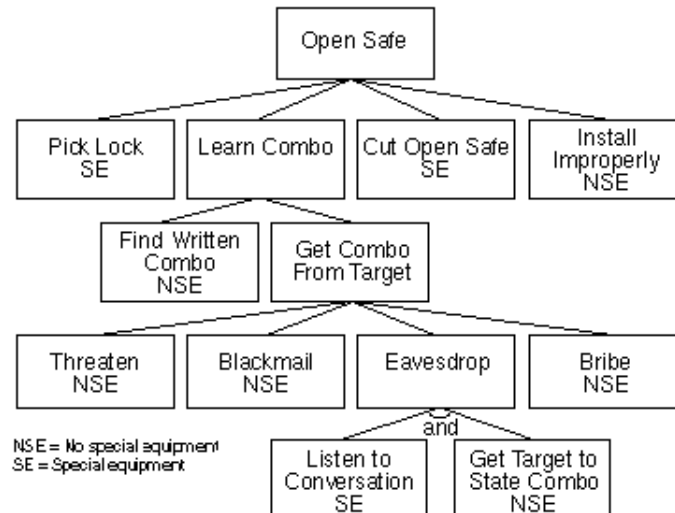 Open Safe
Pick Lock
SE
Learn Combo
Cut Open Safe
SE
Install
Improperly
NSE
Find Written
Combo
NSE
Get Combo
From Target
Threaten
NSE
Blackmail
NSE
Eavesdrop
Bribe
NSE
and
NSE = No special equipment
SE = Special equipment
Listen to
Conversation
SE
Get Target to
State Combo
NSE